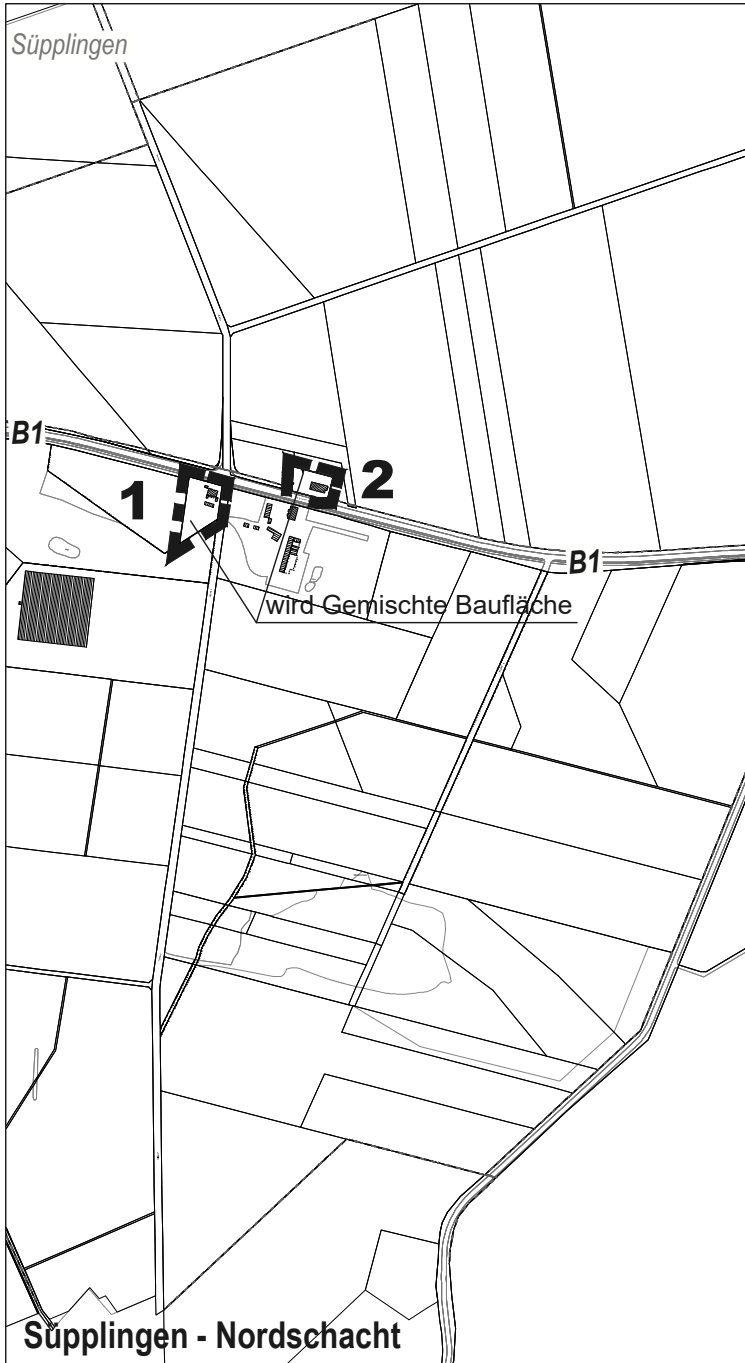 Süpplingen
B1
1
2
B1
wird Gemischte Baufläche
Süpplingen - Nordschacht